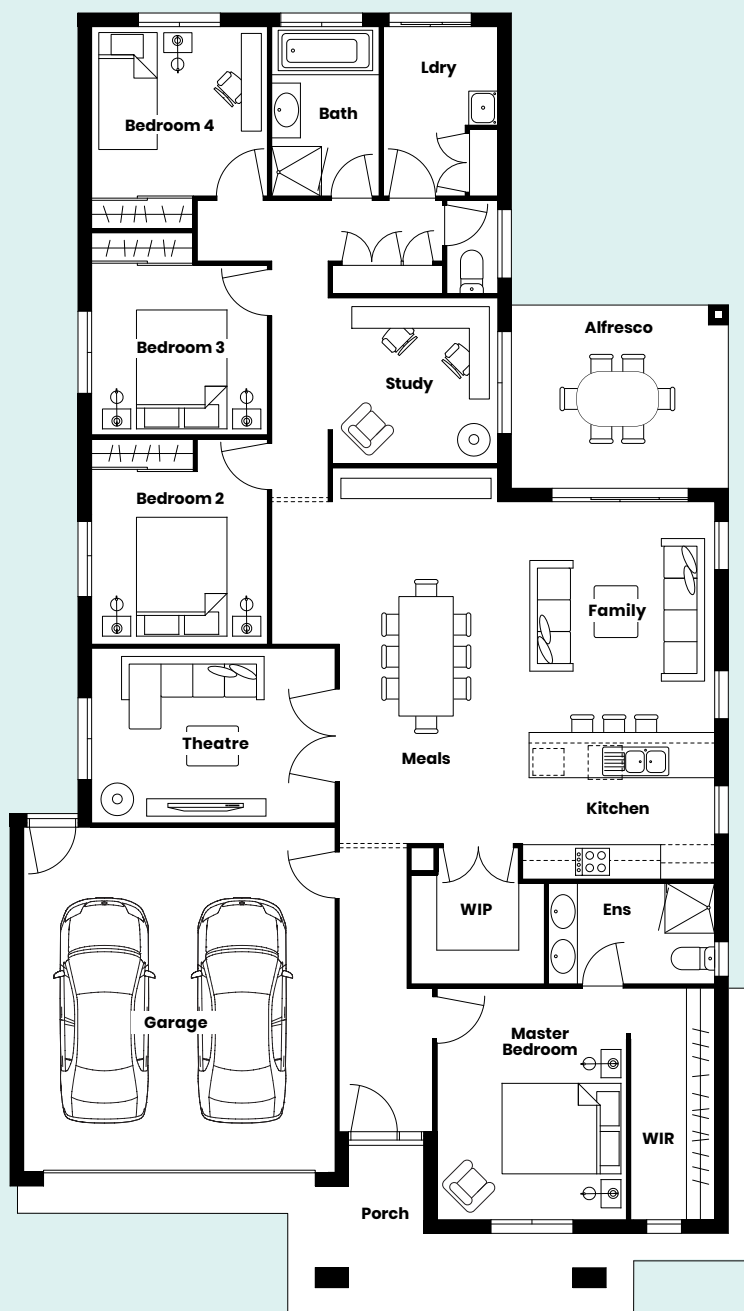 Ldry
Bath
Bedroom 4
Alfresco
Bedroom 3
Study
Bedroom 2
Family
Theatre
Meals
Kitchen
WIP
Ens
Garage
Master
Bedroom
WIR
Porch